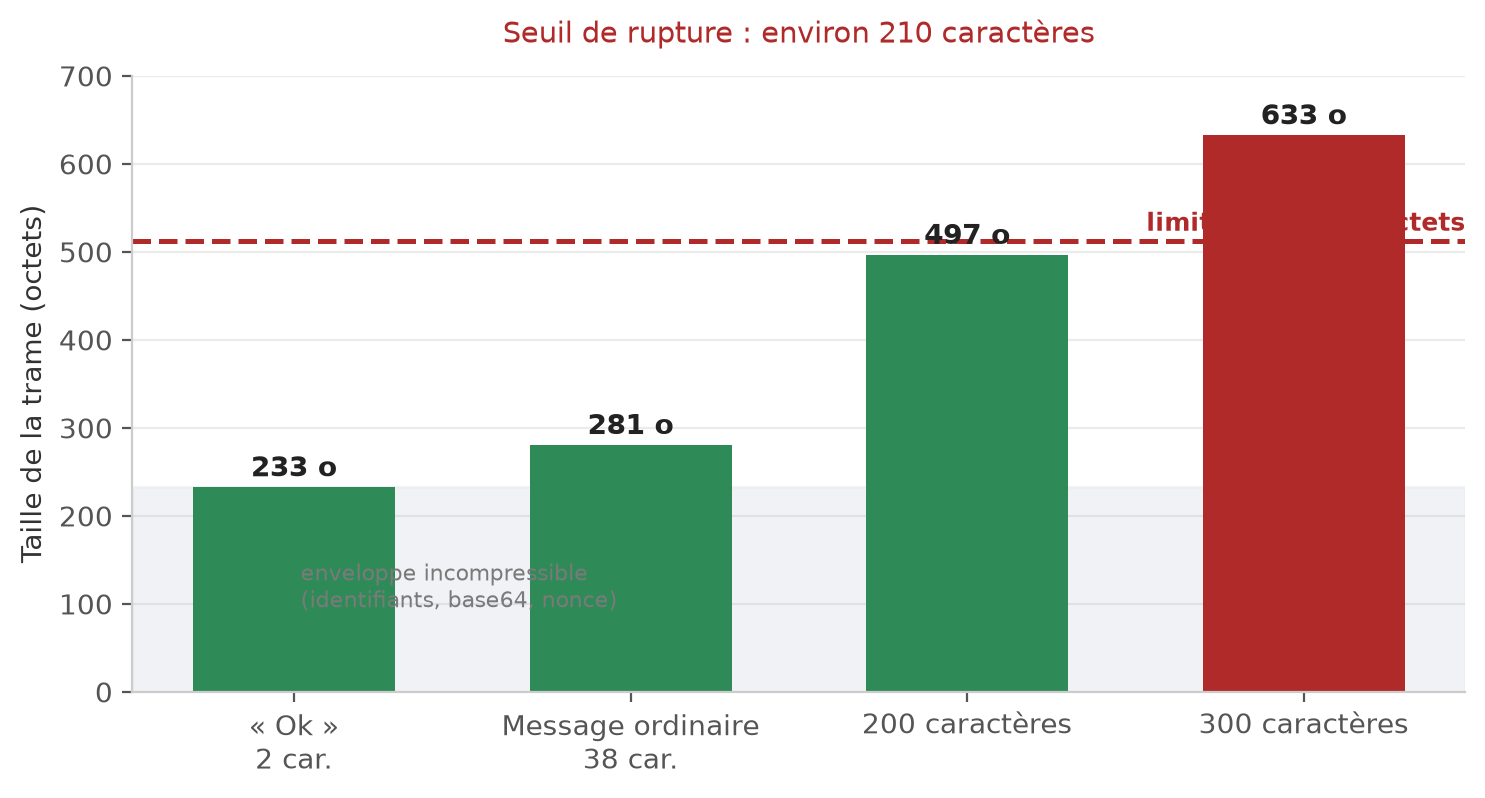 Seuil de rupture : environ 210 caractères
Taille de la trame (octets)
700
600
500
400
300
200
100
0
233 o
281 o
497 o
633 o
enveloppe incompressible
(identifiants, base64, nonce)
« Ok »
2 car.
Message ordinaire
38 car.
200 caractères
300 caractères